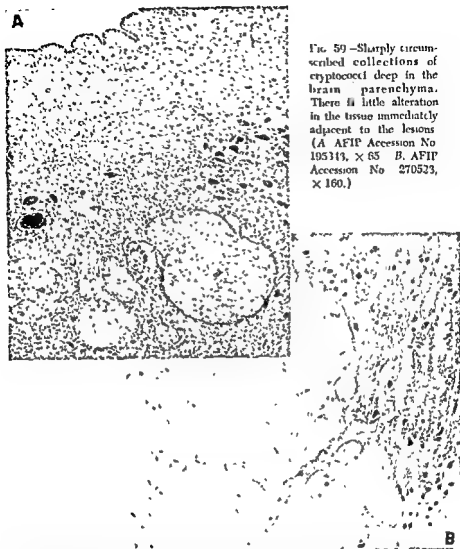 A
Fig. 59 –Sharply circum-
scribed collections of
cryptococci deep in the
brain parenchyma.
There is little alteration
in the tissue immediately
adjacent to the lesions
(A AFIP Accession No
195313, × 65 B. AFIP
Accession No 270523,
× 160.)
B